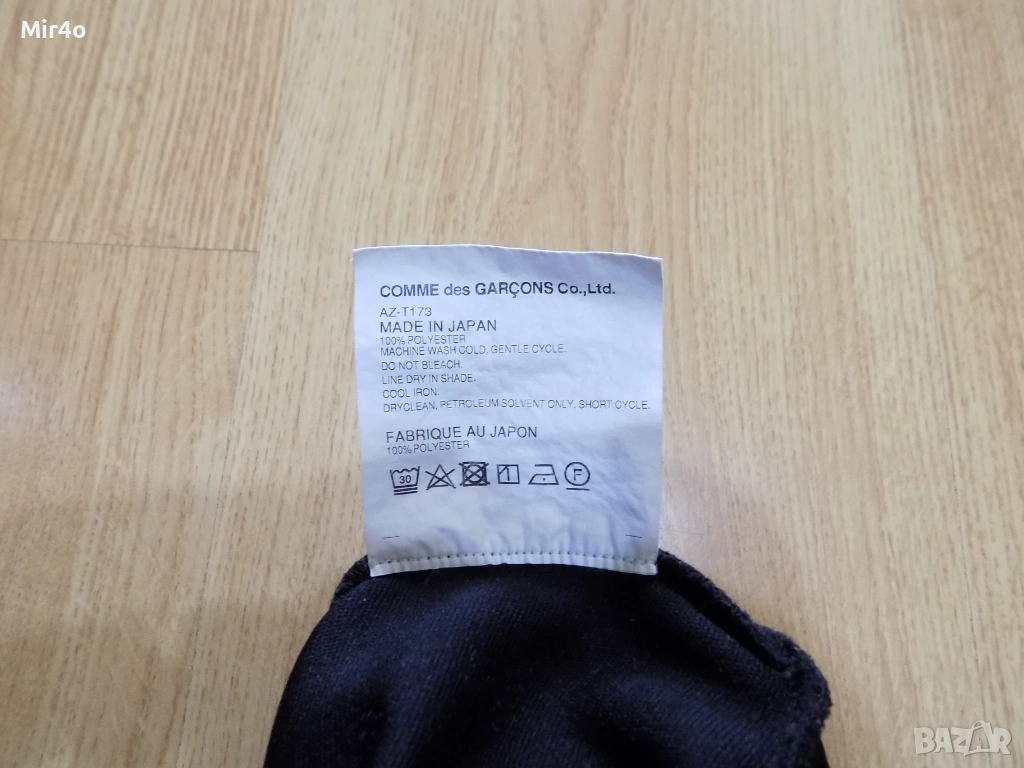 Mir4o
COMME des GARÇONS Co.,Ltd.
AZ-T173
MADE IN JAPAN
100% POLYESTER
MACHINE WASH COLD, GENTLE CYCLE.
DO NOT BLEACH.
LINE DRY IN SHADE.
COOL IRON.
DRYCLEAN, PETROLEUM SOLVENT ONLY. SHORT CYCLE.
FABRIQUE AU JAPON
100% POLYESTER
30 F
BAZAR